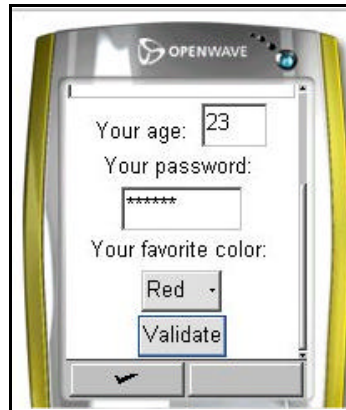 OPENWAVE
Your age: 23
Your password:
******
Your favorite color:
Red
Validate